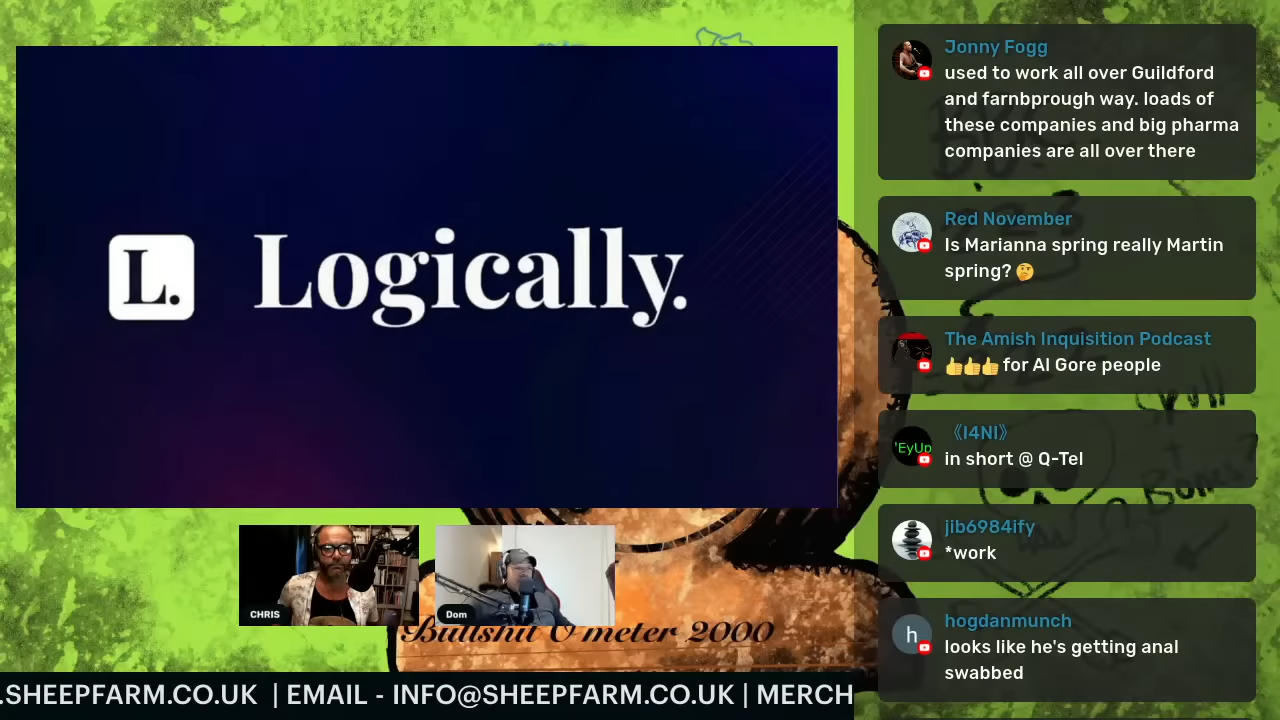 L.
Logically.
CHRIS
Dom
Bullshit O meter 2000
.SHEEPFARM.CO.UK | EMAIL - INFO@SHEEPFARM.CO.UK | MERCH
Jonny Fogg
used to work all over Guildford
and farnbprough way. loads of
these companies and big pharma
companies are all over there
Red November
Is Marianna spring really Martin
spring? 🤔
The Amish Inquisition Podcast
👍👍👍 for Al Gore people
'EyUp
《I4NI》
in short @ Q-Tel
jib6984ify
*work
h
hogdanmunch
looks like he's getting anal
swabbed